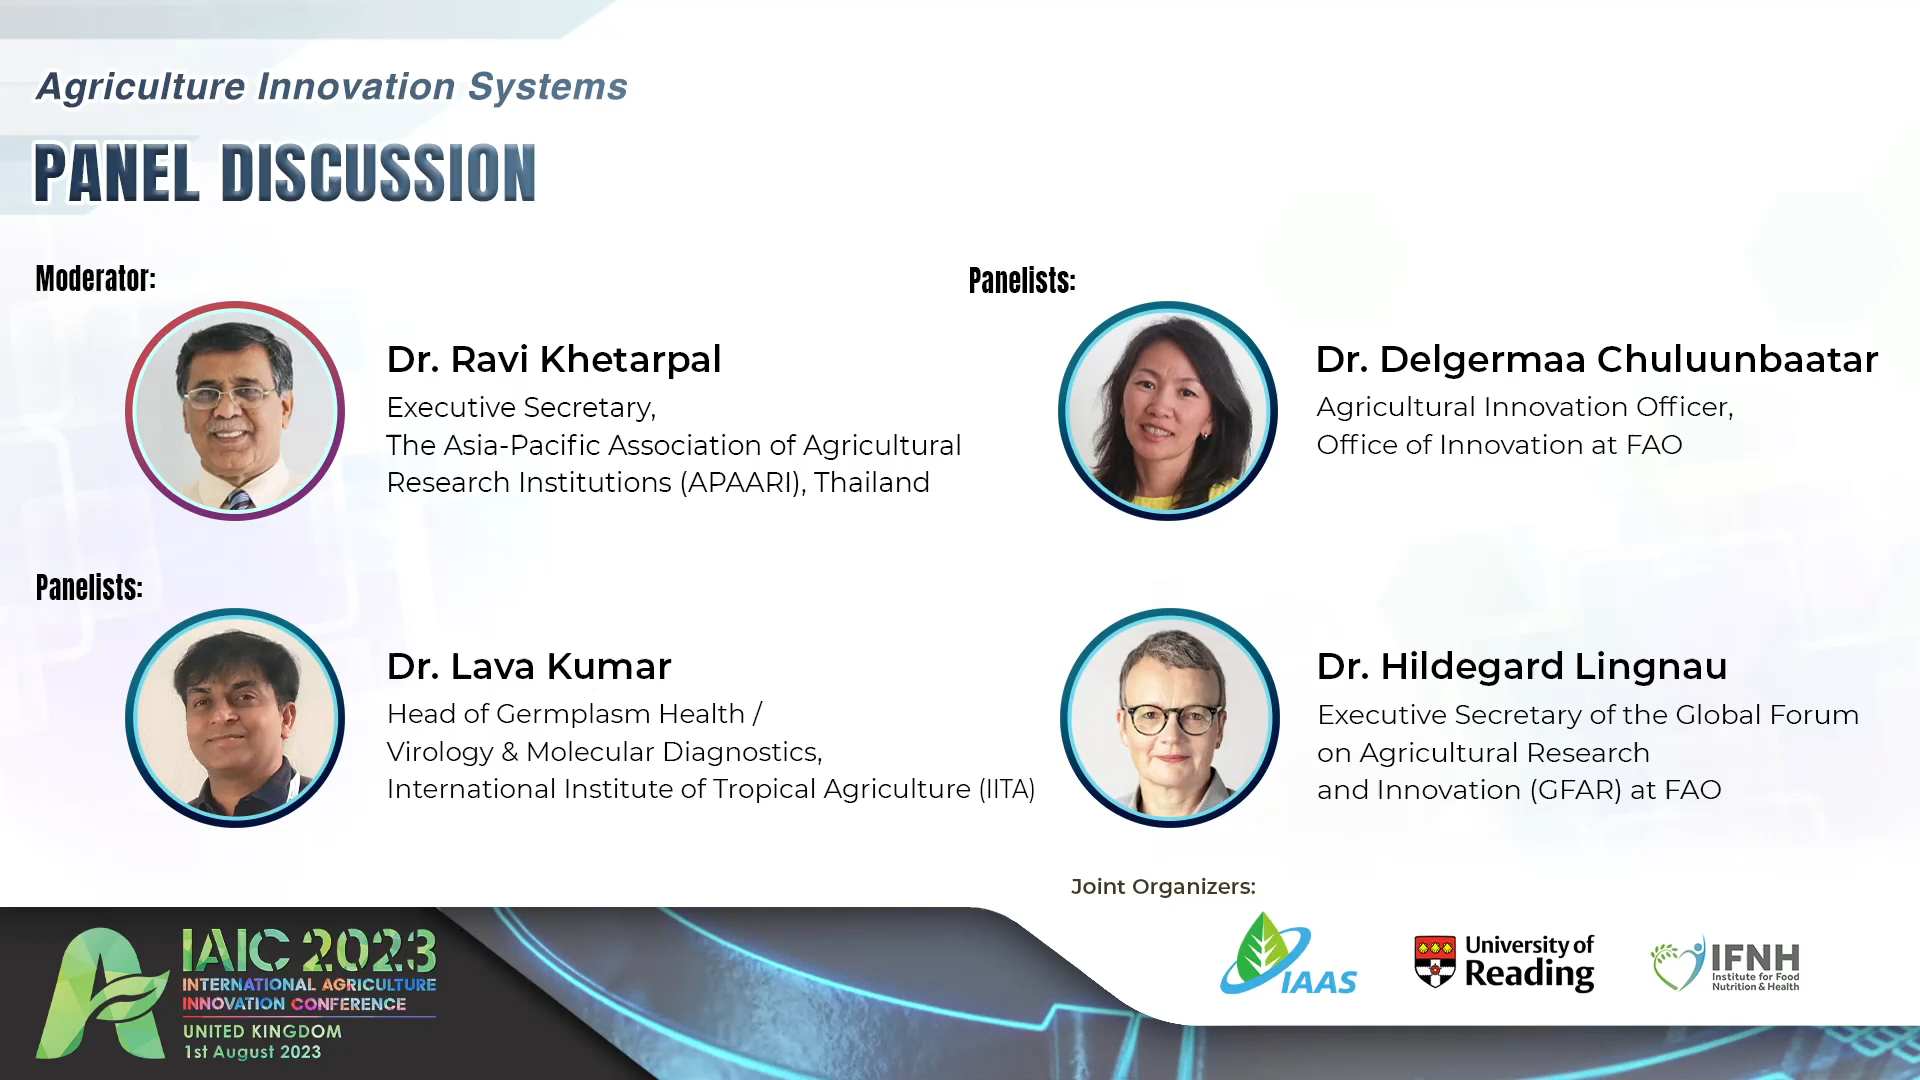 Agriculture Innovation Systems
PANEL DISCUSSION
Moderator:
Dr. Ravi Khetarpal
Executive Secretary,
The Asia-Pacific Association of Agricultural
Research Institutions (APAARI), Thailand
Panelists:
Dr. Delgermaa Chuluunbaatar
Agricultural Innovation Officer,
Office of Innovation at FAO
Panelists:
Dr. Lava Kumar
Head of Germplasm Health /
Virology & Molecular Diagnostics,
International Institute of Tropical Agriculture (IITA)
Dr. Hildegard Lingnau
Executive Secretary of the Global Forum
on Agricultural Research
and Innovation (GFAR) at FAO
Joint Organizers:
IAIC 2023
INTERNATIONAL AGRICULTURE
INNOVATION CONFERENCE
UNITED KINGDOM
1st August 2023
IAAS
University of
Reading
IFNH
Institute for Food
Nutrition & Health